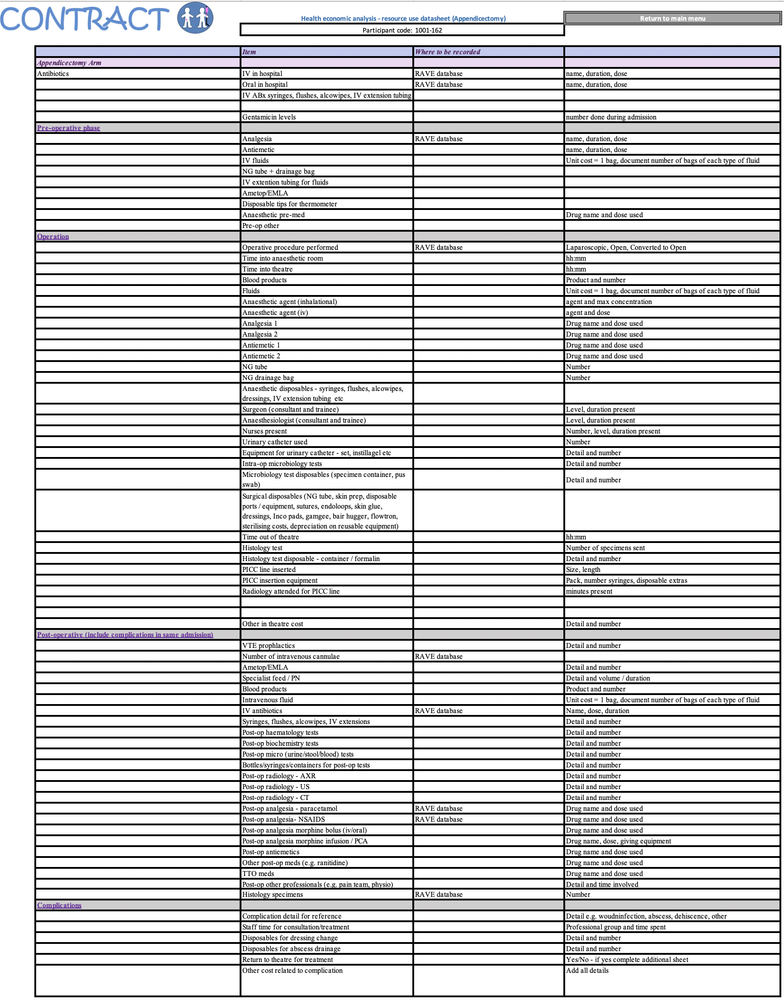 CONTRACT
Health economic analysis - resource use datasheet (Appendicectomy)
Return to main menu
Participant code: 1001-162
Item Where to be recorded
Appendicectomy Arm
Antibiotics IV in hospital RAVE database name, duration, dose
Oral in hospital RAVE database name, duration, dose
IV ABx syringes, flushes, alcowipes, IV extension tubing
Gentamicin levels number done during admission
Pre-operative phase
Analgesia RAVE database name, duration, dose
Antiemetic name, duration, dose
IV fluids Unit cost = 1 bag, document number of bags of each type of fluid
NG tube + drainage bag
IV extention tubing for fluids
Ametop/EMLA
Disposable tips for thermometer
Anaesthetic pre-med Drug name and dose used
Pre-op other
Operation
Operative procedure performed RAVE database Laparoscopic, Open, Converted to Open
Time into anaesthetic room hh:mm
Time into theatre hh:mm
Blood products Product and number
Fluids Unit cost = 1 bag, document number of bags of each type of fluid
Anaesthetic agent (inhalational) agent and max concentration
Anaesthetic agent (iv) agent and dose
Analgesia 1 Drug name and dose used
Analgesia 2 Drug name and dose used
Antiemetic 1 Drug name and dose used
Antiemetic 2 Drug name and dose used
NG tube Number
NG drainage bag Number
Anaesthetic disposables - syringes, flushes, alcowipes,
dressings, IV extension tubing etc
Surgeon (consultant and trainee) Level, duration present
Anaesthesiologist (consultant and trainee) Level, duration present
Nurses present Number, level, duration present
Urinary catheter used Number
Equipment for urinary catheter - set, instillagel etc Detail and number
Intra-op microbiology tests Detail and number
Microbiology test disposables (specimen container, pus
swab) Detail and number
Surgical disposables (NG tube, skin prep, disposable
ports / equipment, sutures, endoloops, skin glue,
dressings, Inco pads, gamgee, bair hugger, flowtron,
sterilising costs, depreciation on reusable equipment)
Time out of theatre hh:mm
Histology test Number of specimens sent
Histology test disposable - container / formalin Detail and number
PICC line inserted Size, length
PICC insertion equipment Pack, number syringes, disposable extras
Radiology attended for PICC line minutes present
Other in theatre cost Detail and number
Post-operative (include complications in same admission)
VTE prophlactics Detail and number
Number of intravenous cannulae RAVE database
Ametop/EMLA Detail and number
Specialist feed / PN Detail and volume / duration
Blood products Product and number
Intravenous fluid Unit cost = 1 bag, document number of bags of each type of fluid
IV antibiotics RAVE database Name, dose, duration
Syringes, flushes, alcowipes, IV extensions Detail and number
Post-op haematology tests Detail and number
Post-op biochemistry tests Detail and number
Post-op micro (urine/stool/blood) tests Detail and number
Bottles/syringes/containers for post-op tests Detail and number
Post-op radiology - AXR Detail and number
Post-op radiology - US Detail and number
Post-op radiology - CT Detail and number
Post-op analgesia - paracetamol RAVE database Drug name and dose used
Post-op analgesia- NSAIDS RAVE database Drug name and dose used
Post-op analgesia morphine bolus (iv/oral) Drug name and dose used
Post-op analgesia morphine infusion / PCA Drug name, dose, giving equipment
Post-op antiemetics Drug name and dose used
Other post-op meds (e.g. ranitidine) Drug name and dose used
TTO meds Drug name and dose used
Post-op other professionals (e.g. pain team, physio) Detail and time involved
Histology specimens RAVE database Number
Complications
Complication detail for reference Detail e.g. woudninfection, abscess, dehiscence, other
Staff time for consultation/treatment Professional group and time spent
Disposables for dressing change Detail and number
Disposables for abscess drainage Detail and number
Return to theatre for treatment Yes/No - if yes complete additional sheet
Other cost related to complication Add all details